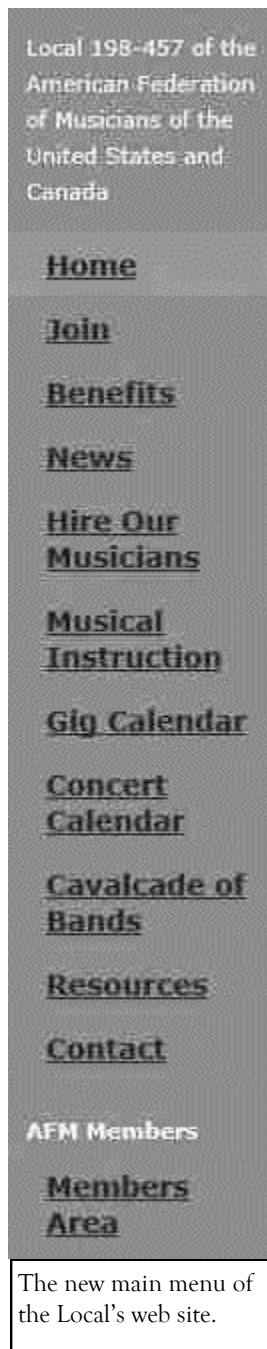 Local 198-457 of the
American Federation
of Musicians of the
United States and
Canada
Home
Join
Benefits
News
Hire Our
Musicians
Musical
Instruction
Gig Calendar
Concert
Calendar
Cavalcade of
Bands
Resources
Contact
AFM Members
Members
Area
The new main menu of
the Local's web site.